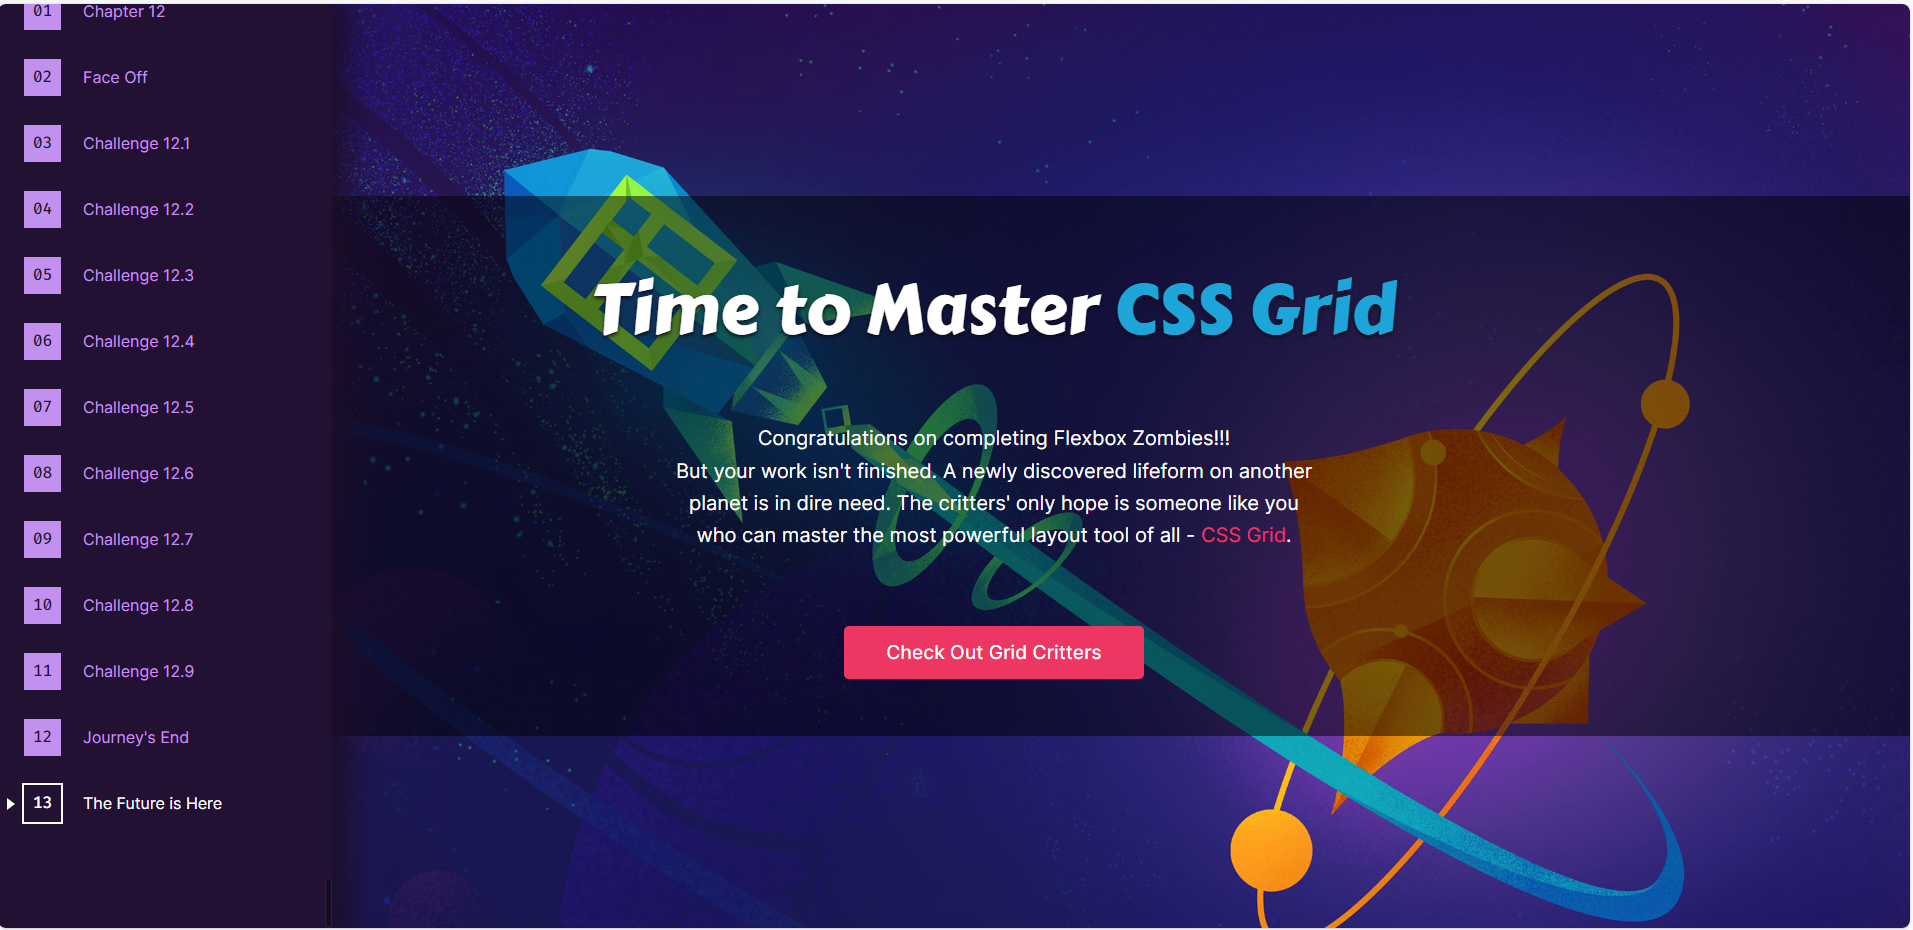 01 Chapter 12
02 Face Off
03 Challenge 12.1
04 Challenge 12.2
05 Challenge 12.3
06 Challenge 12.4
07 Challenge 12.5
08 Challenge 12.6
09 Challenge 12.7
10 Challenge 12.8
11 Challenge 12.9
12 Journey's End
13 The Future is Here
Time to Master CSS Grid
Congratulations on completing Flexbox Zombies!!!
But your work isn't finished. A newly discovered lifeform on another
planet is in dire need. The critters' only hope is someone like you
who can master the most powerful layout tool of all - CSS Grid.
Check Out Grid Critters